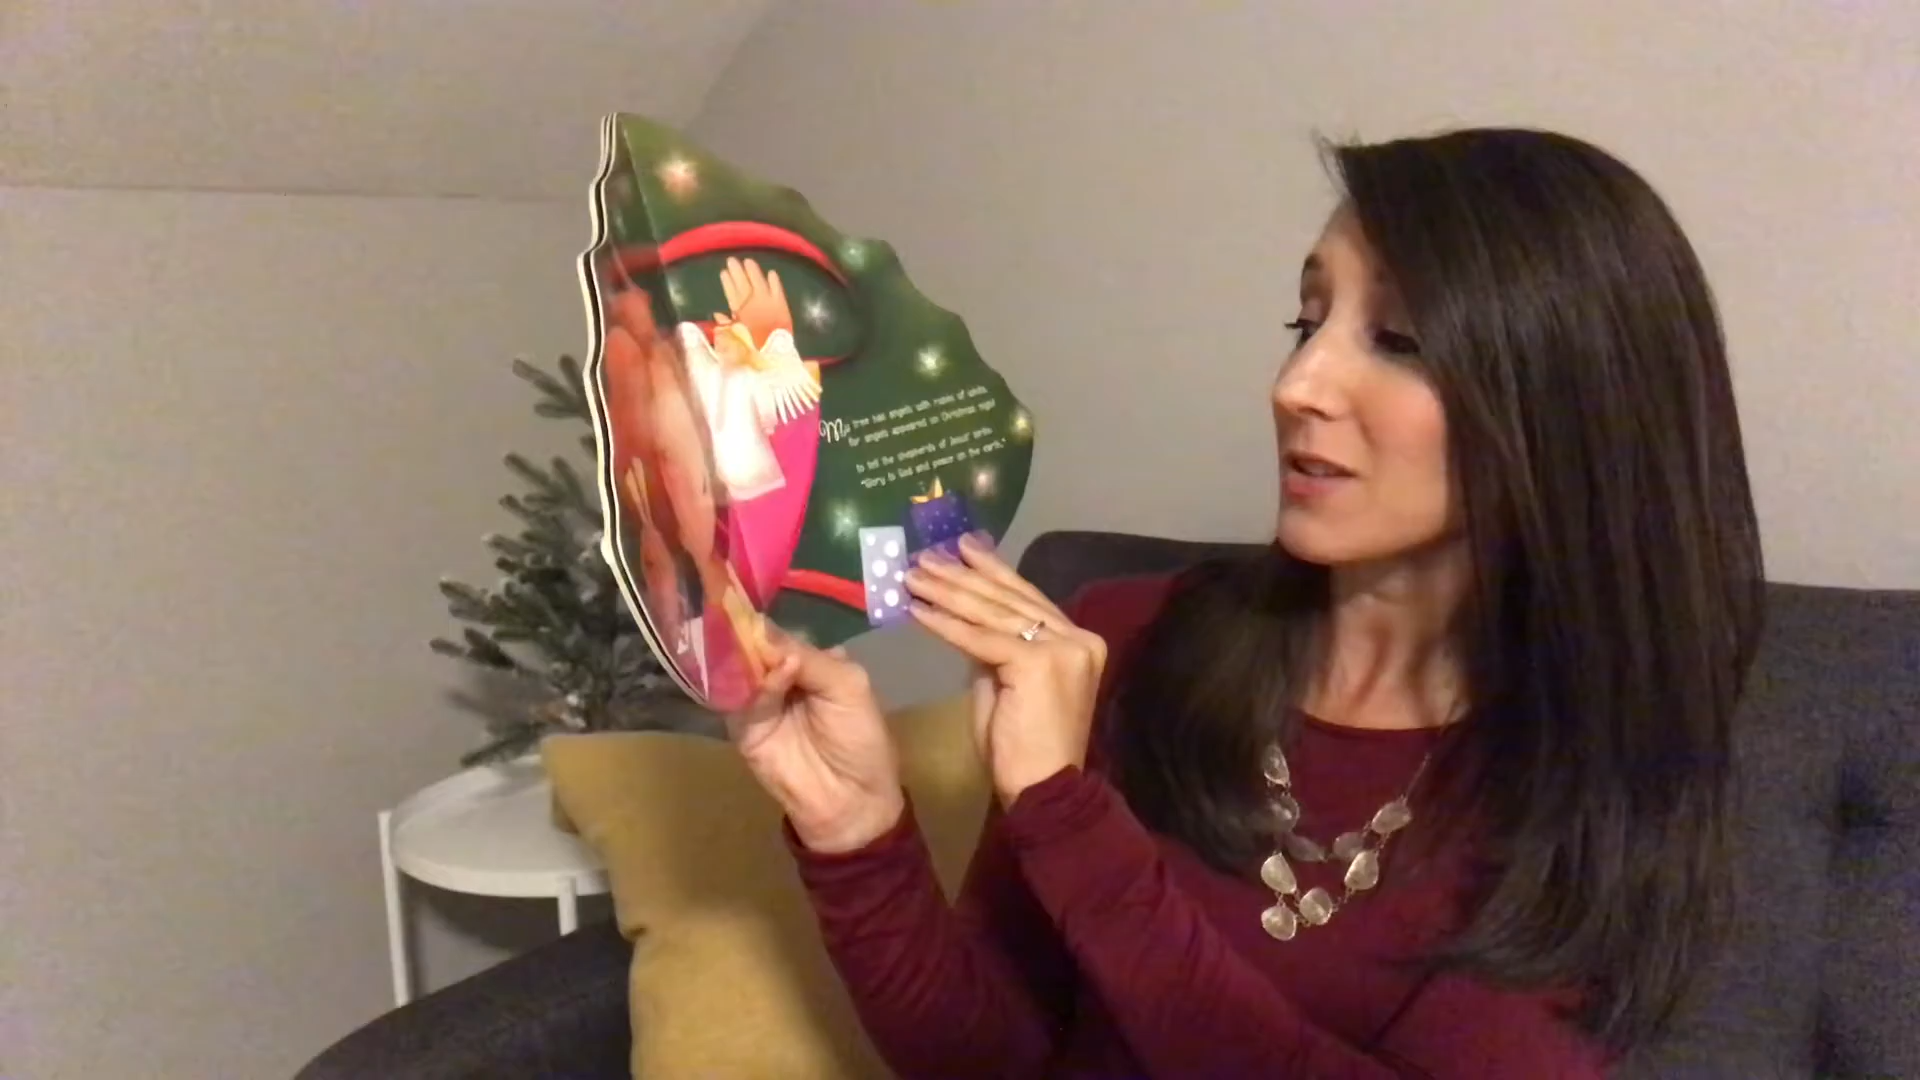 My tree has angels with robes of white
for angels appeared on Christmas night
to tell the shepherds of Jesus' birth:
"Glory to God and peace on the earth."